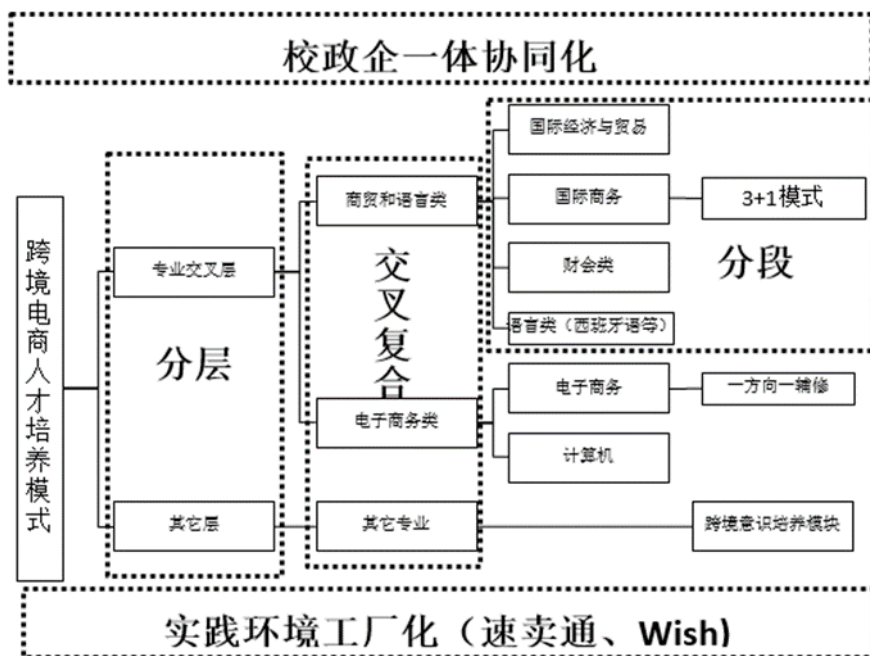 校政企一体协同化
国际经济与贸易
商贸和语言类
国际商务
3+1模式
跨境电商人才培养模式
专业交叉层
财会类
分段
分层
交叉复合
语言类（西班牙语等）
电子商务类
电子商务
一方向一辅修
计算机
其它层
其它专业
跨境意识培养模块
实践环境工厂化（速卖通、Wish)